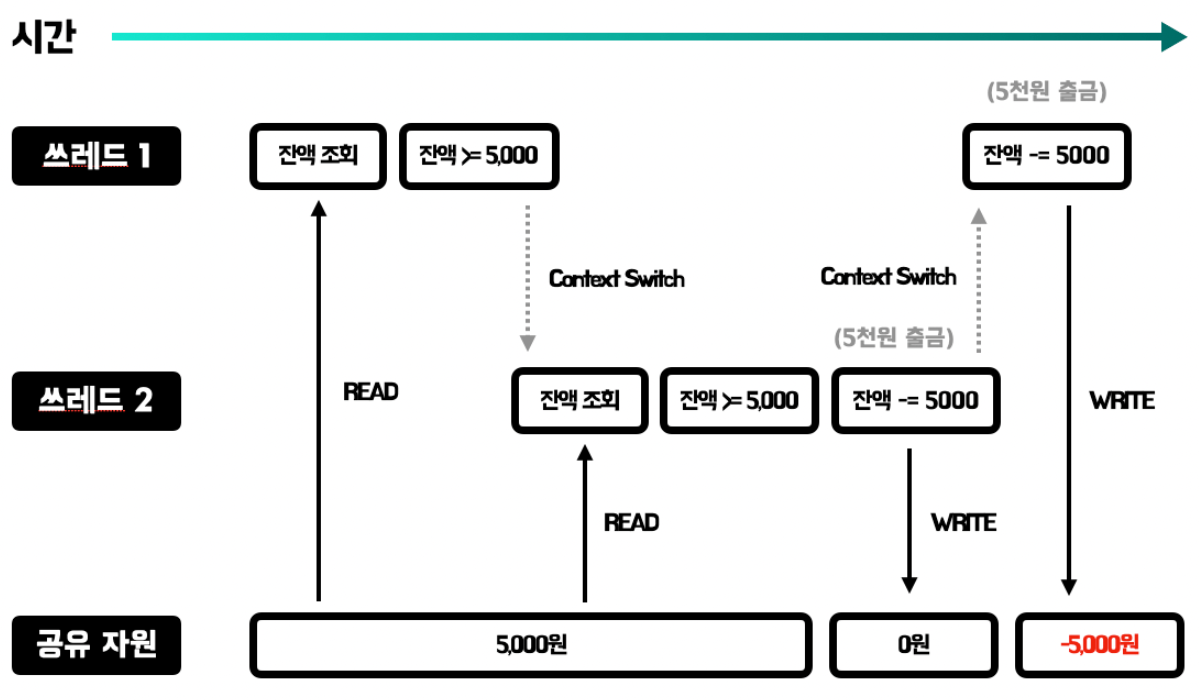 시간
(5천원 출금)
쓰레드 1
잔액 조회
잔액 >= 5,000
잔액 -= 5000
Context Switch
Context Switch
(5천원 출금)
READ
쓰레드 2
잔액 조회
잔액 >= 5,000
잔액 -= 5000
WRITE
READ
WRITE
공유 자원
5,000원
0원
-5,000원